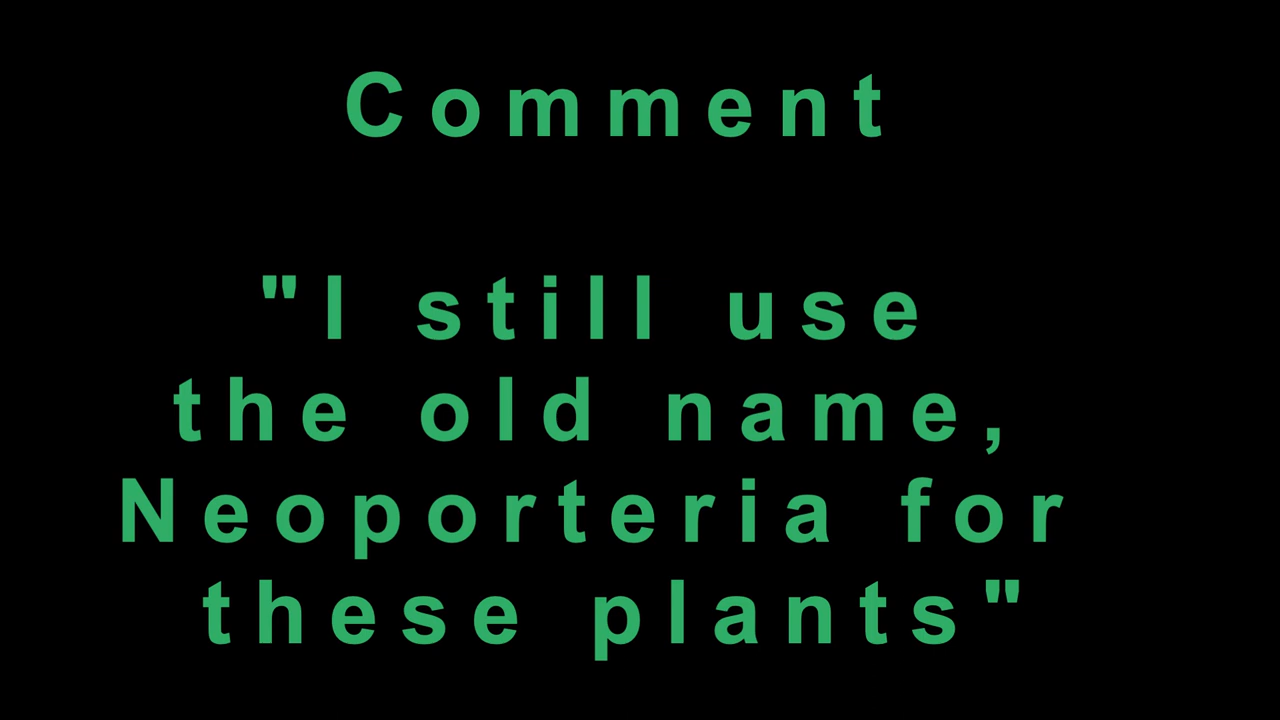 Comment
"I still use
the old name,
Neoporteria for
these plants"